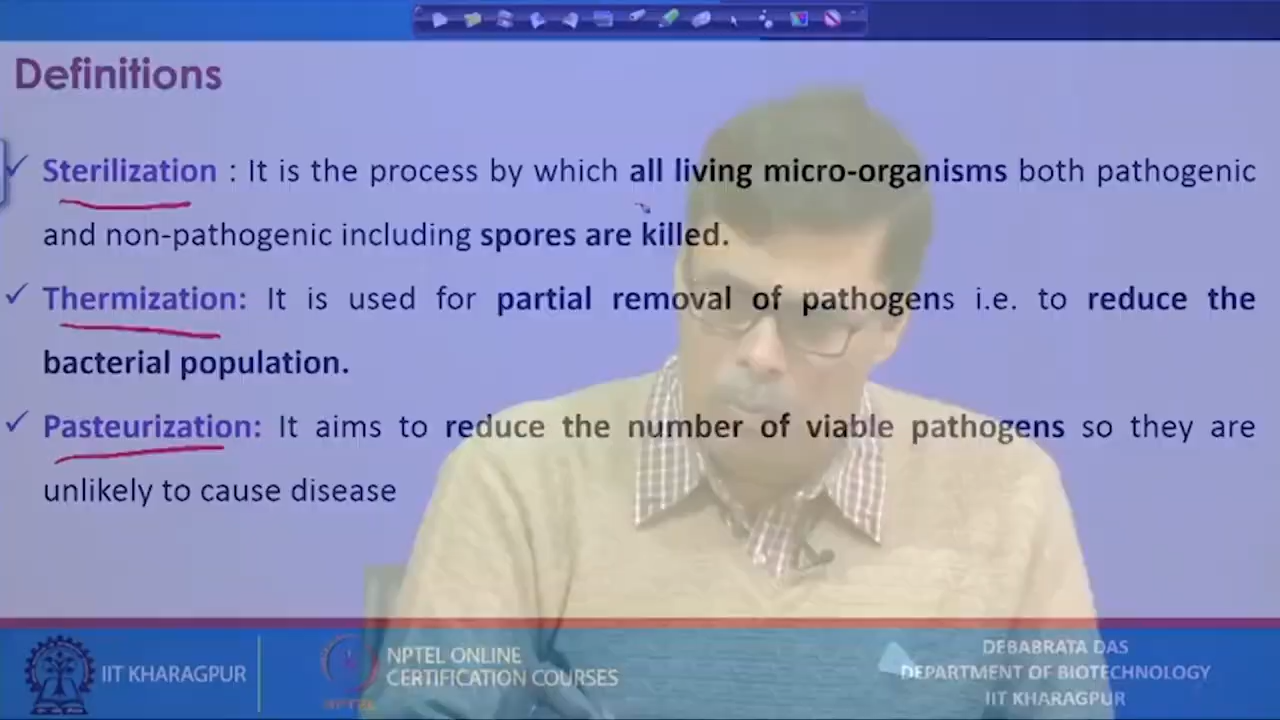 Definitions
✓ Sterilization : It is the process by which all living micro-organisms both pathogenic
and non-pathogenic including spores are killed.
✓ Thermization: It is used for partial removal of pathogens i.e. to reduce the
bacterial population.
✓ Pasteurization: It aims to reduce the number of viable pathogens so they are
unlikely to cause disease
IIT KHARAGPUR
NPTEL
NPTEL ONLINE
CERTIFICATION COURSES
DEBABRATA DAS
DEPARTMENT OF BIOTECHNOLOGY
IIT KHARAGPUR